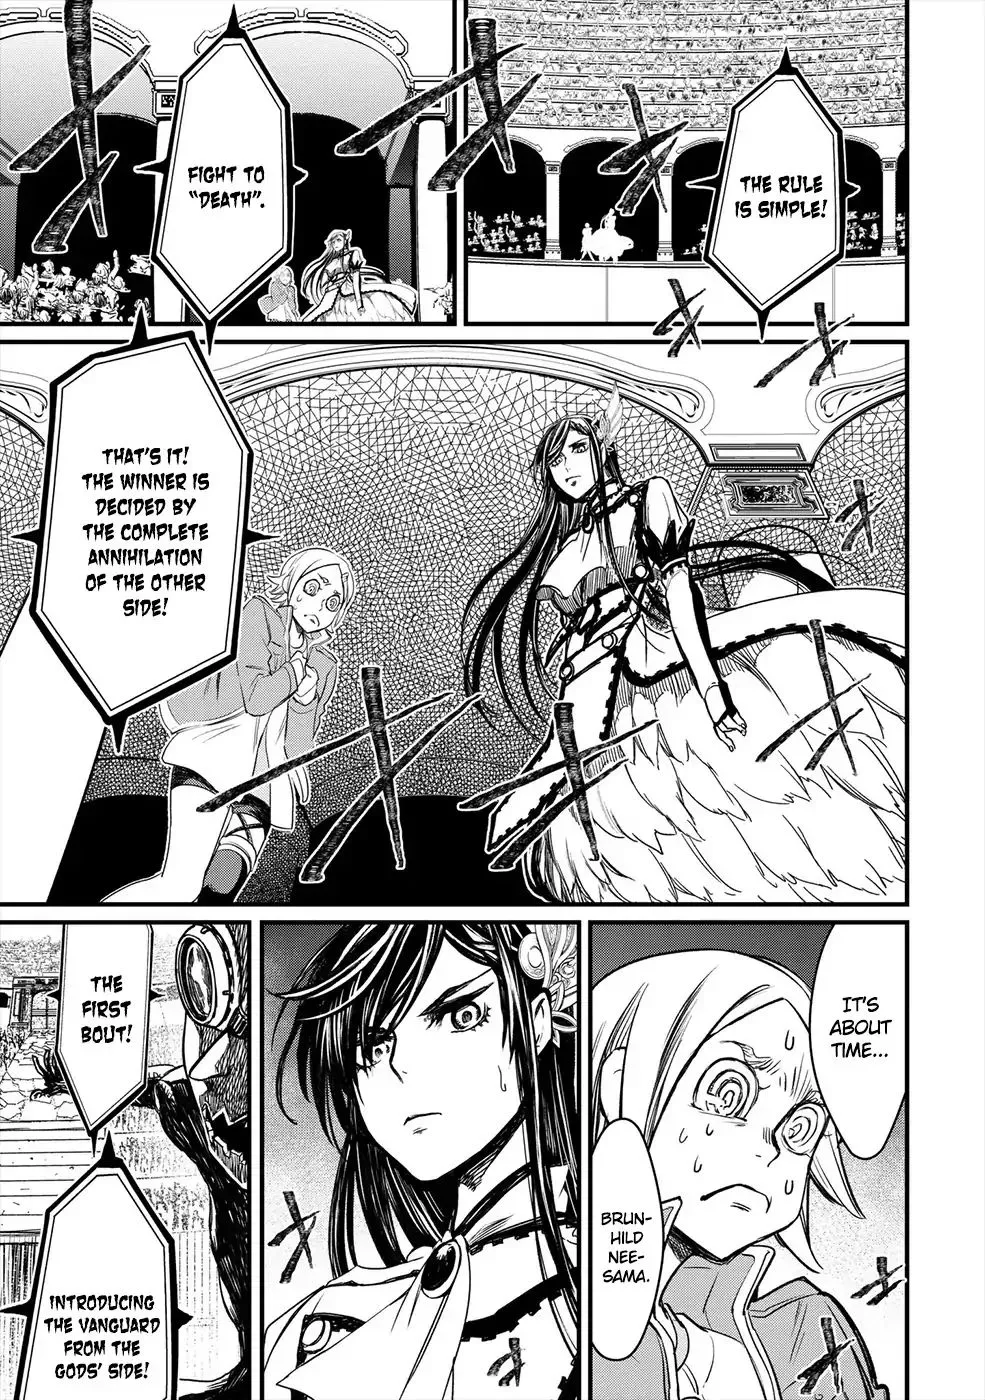 THE RULE
IS SIMPLE!
FIGHT TO
"DEATH".
THAT'S IT!
THE WINNER IS
DECIDED BY
THE COMPLETE
ANNIHILATION
OF THE OTHER
SIDE!
IT'S
ABOUT
TIME...
BRUN-
HILD
NEE-
SAMA.
THE
FIRST
BOUT!
INTRODUCING
THE VANGUARD
FROM THE
GODS' SIDE!